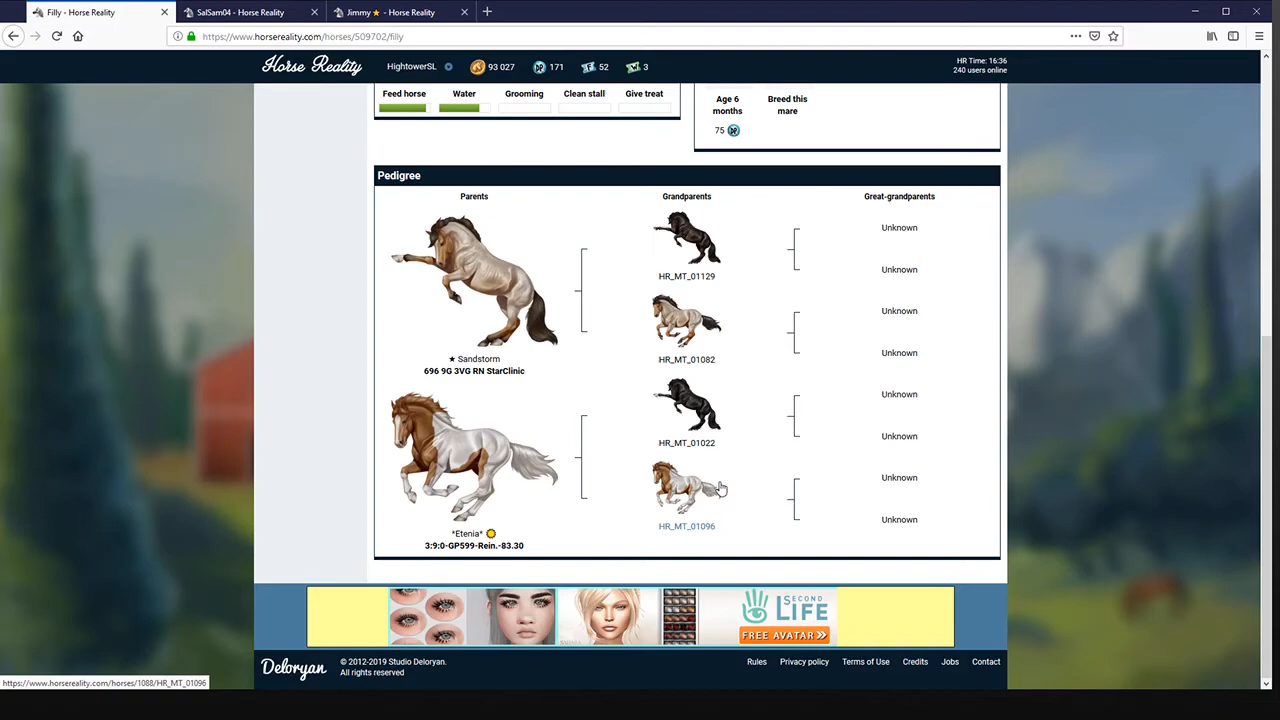 Filly - Horse Reality
SalSam04 - Horse Reality
Jimmy ⭐ - Horse Reality
https://www.horsereality.com/horses/509702/filly
Horse Reality
HightowerSL
93 027
171
52
3
HR Time: 16:36
240 users online
Feed horse
Water
Grooming
Clean stall
Give treat
Age 6
months
Breed this
mare
75
Pedigree
Parents
Grandparents
Great-grandparents
★ Sandstorm
696 9G 3VG RN StarClinic
*Etenia*
3:9:0-GP599-Rein.-83.30
HR_MT_01129
HR_MT_01082
HR_MT_01022
HR_MT_01096
Unknown
Unknown
Unknown
Unknown
Unknown
Unknown
Unknown
Unknown
SECOND
LIFE
FREE AVATAR
Deloryan
© 2012-2019 Studio Deloryan.
All rights reserved
Rules
Privacy policy
Terms of Use
Credits
Jobs
Contact
https://www.horsereality.com/horses/1088/HR_MT_01096